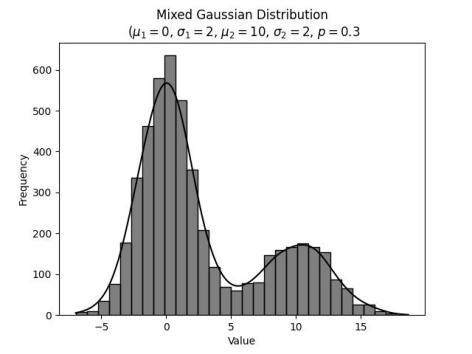 Mixed Gaussian Distribution
(μ₁ = 0, σ₁ = 2, μ₂ = 10, σ₂ = 2, p = 0.3
600
500
400
300
200
100
0
Frequency
−5 0 5 10 15
Value